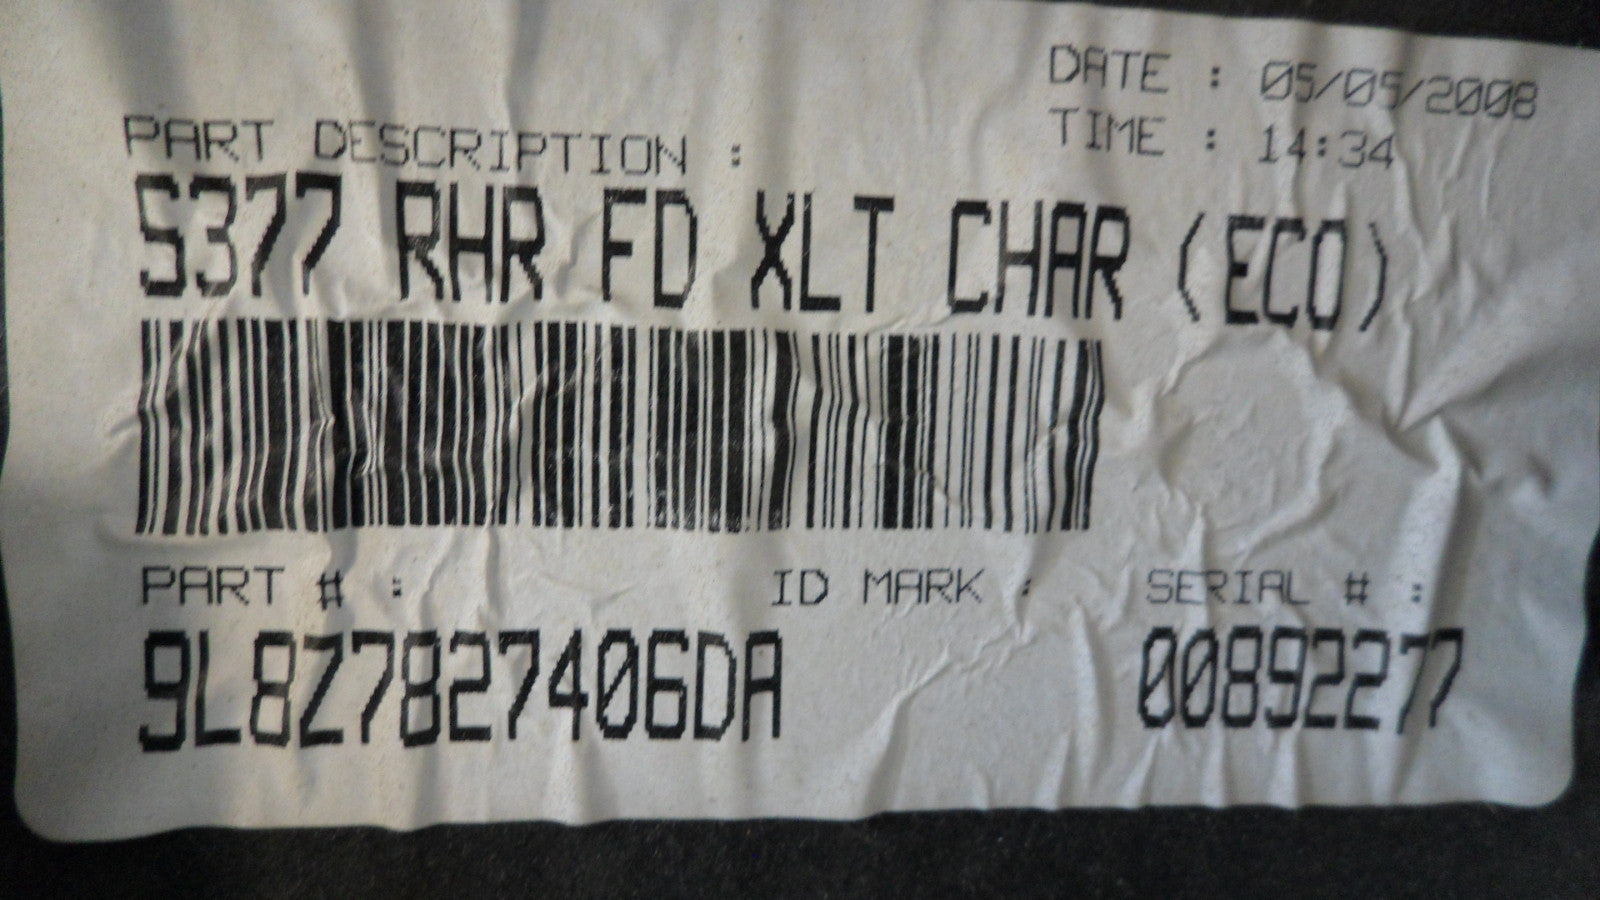 DATE : 05/05/2008
TIME : 14:34
PART DESCRIPTION :
S377 RHR FD XLT CHAR (ECO)
PART # : ID MARK : SERIAL # :
9L8Z7827406DA 00892277